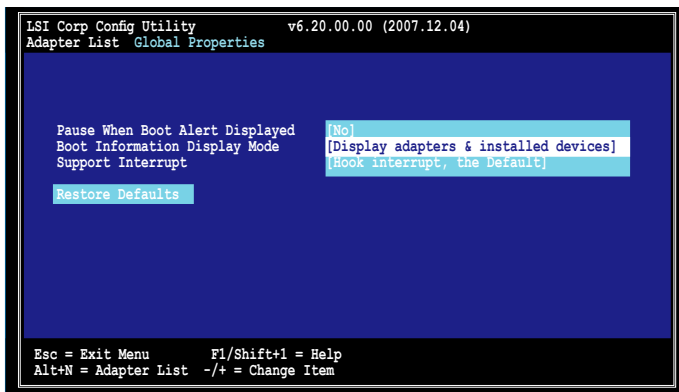 LSI Corp Config Utility v6.20.00.00 (2007.12.04)
Adapter List Global Properties
Pause When Boot Alert Displayed [No]
Boot Information Display Mode [Display adapters & installed devices]
Support Interrupt [Hook interrupt, the Default]
Restore Defaults
Esc = Exit Menu F1/Shift+1 = Help
Alt+N = Adapter List -/+ = Change Item